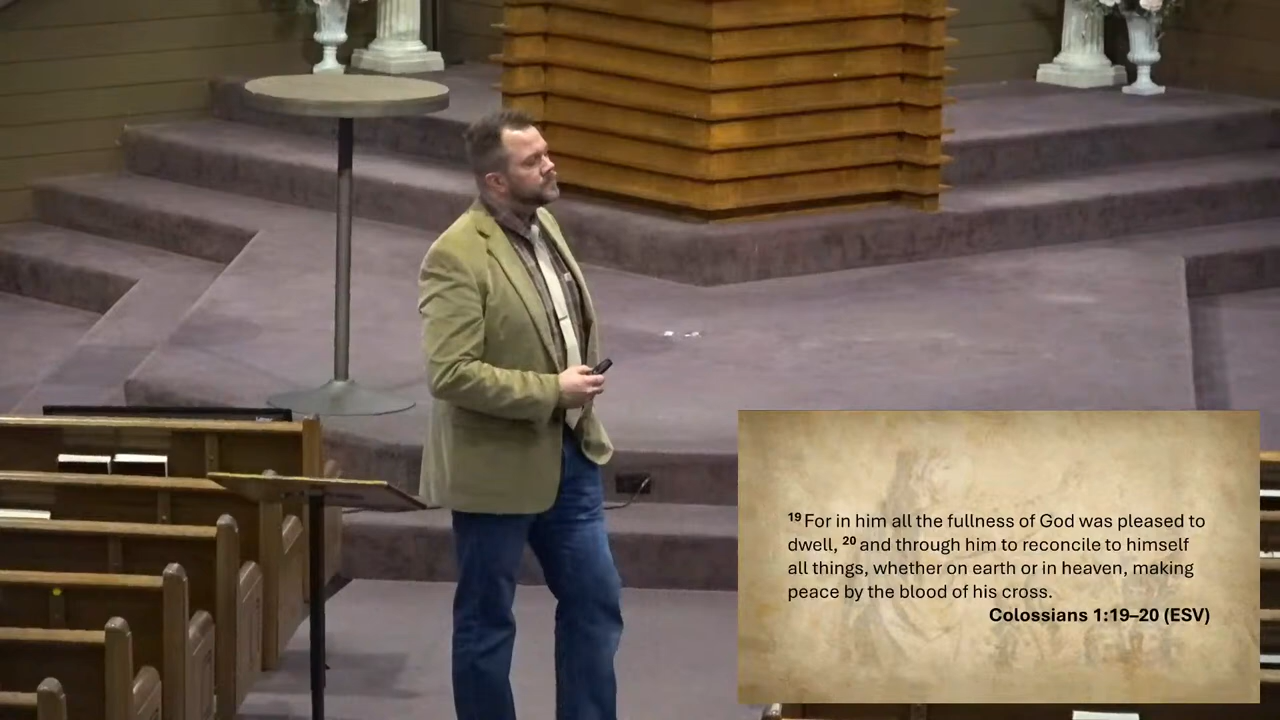 19 For in him all the fullness of God was pleased to
dwell, 20 and through him to reconcile to himself
all things, whether on earth or in heaven, making
peace by the blood of his cross.
Colossians 1:19–20 (ESV)